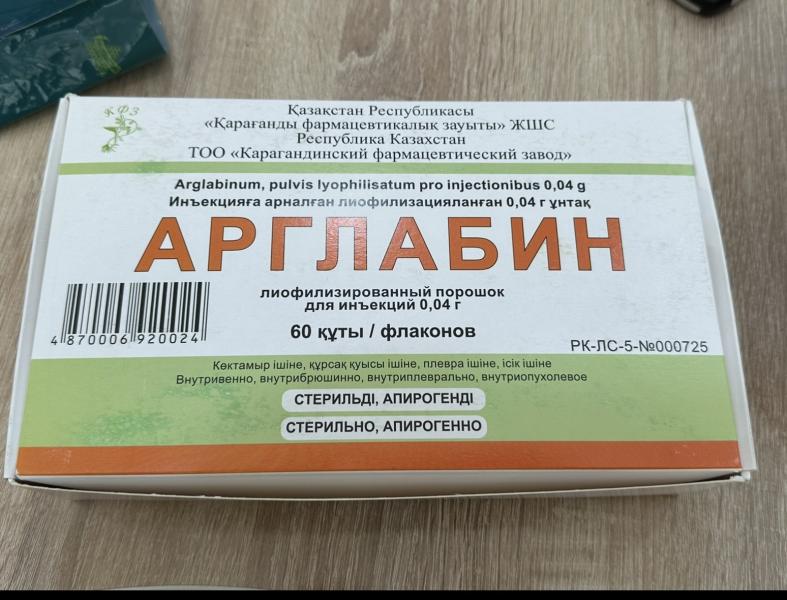 КФЗ
Қазақстан Республикасы
«Қарағанды фармацевтикалық зауыты» ЖШС
Республика Казахстан
ТОО «Карагандинский фармацевтический завод»
Arglabinum, pulvis lyophilisatum pro injectionibus 0,04 g
Инъекцияға арналған лиофилизацияланған 0,04 г ұнтақ
АРГЛАБИН
лиофилизированный порошок
для инъекций 0,04 г
60 құты / флаконов
4 870006 920024
РК-ЛС-5-№000725
Көктамыр ішіне, құрсақ қуысы ішіне, плевра ішіне, ісік ішіне
Внутривенно, внутрибрюшинно, внутриплеврально, внутриопухолевое
СТЕРИЛЬДІ, АПИРОГЕНДІ
СТЕРИЛЬНО, АПИРОГЕННО